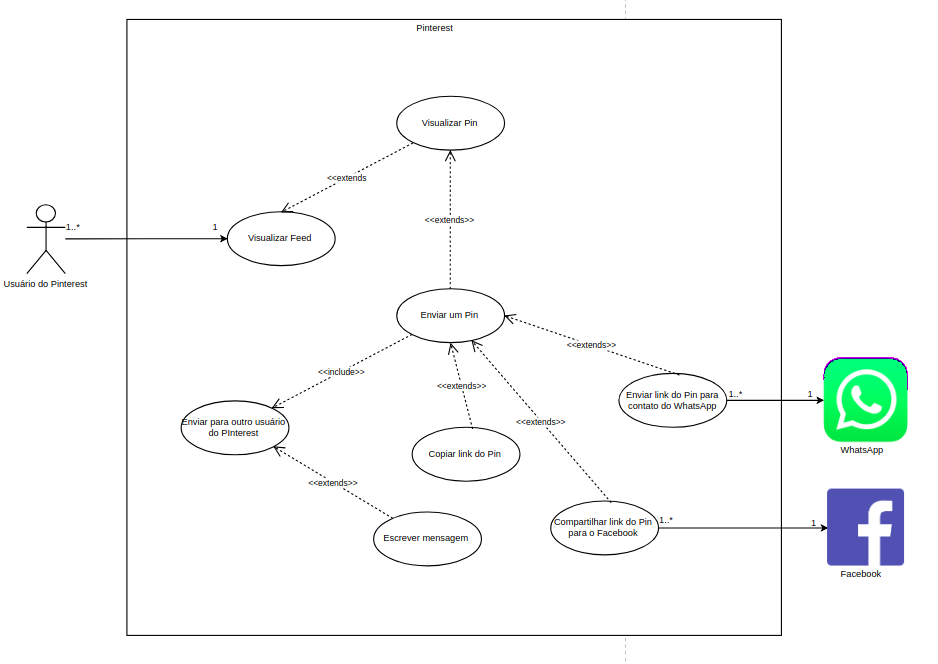 Pinterest
Visualizar Pin
<<extends
<<extends>>
1..*
1
Visualizar Feed
Usuário do Pinterest
Enviar um Pin
<<extends>>
<<include>>
<<extends>>
Enviar link do Pin para
contato do WhatsApp
1..*
1
WhatsApp
Enviar para outro usuário
do PInterest
<<extends>>
Copiar link do Pin
<<extends>>
Compartilhar link do Pin
para o Facebook
1..*
1
Escrever mensagem
Facebook